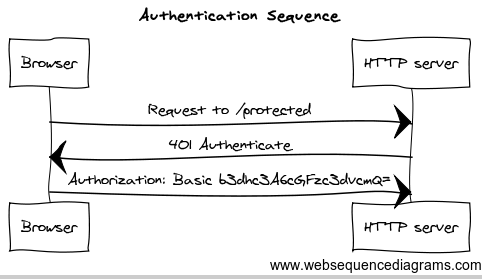 Authentication Sequence
Browser
HTTP server
Request to /protected
401 Authenticate
Authorization: Basic b3dhc3A6cGFzc3dvcmQ=
Browser
HTTP server
www.websequencediagrams.com